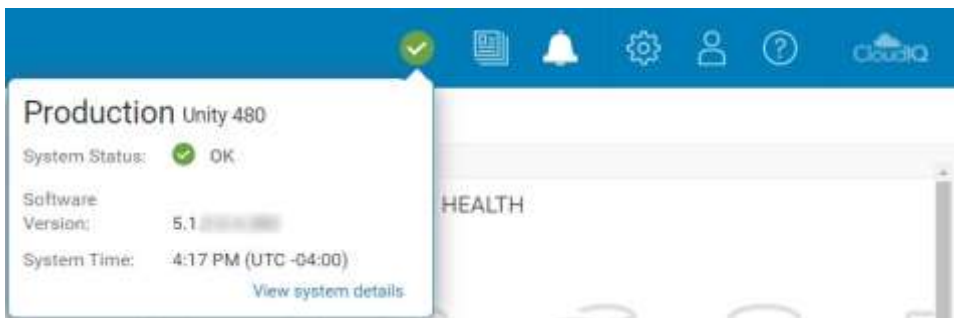 CloudIQ
Production Unity 480
System Status: OK
Software
Version: 5.1
System Time: 4:17 PM (UTC -04:00)
View system details
HEALTH